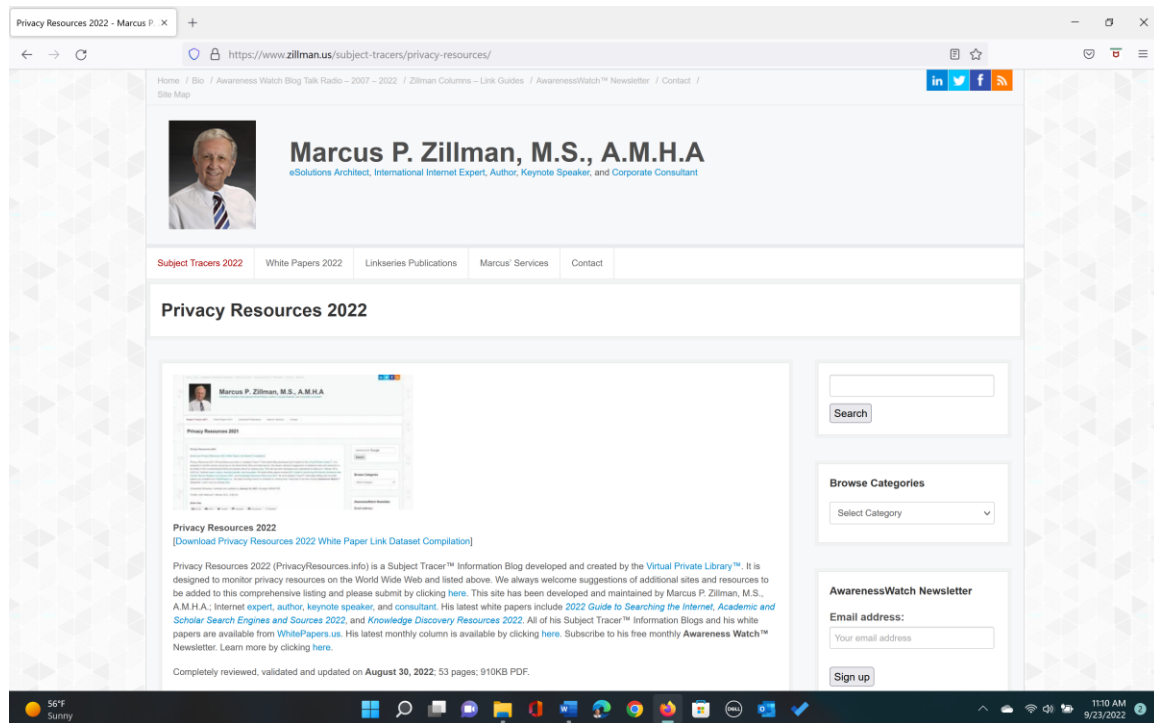 Privacy Resources 2022 - Marcus P.
https://www.zillman.us/subject-tracers/privacy-resources/
Home / Bio / Awareness Watch Blog Talk Radio – 2007 – 2022 / Zillman Columns – Link Guides / AwarenessWatch™ Newsletter / Contact /
Site Map
in f
Marcus P. Zillman, M.S., A.M.H.A
eSolutions Architect, International Internet Expert, Author, Keynote Speaker, and Corporate Consultant
Subject Tracers 2022 White Papers 2022 Linkseries Publications Marcus' Services Contact
Privacy Resources 2022
Marcus P. Zillman, M.S., A.M.H.A
Privacy Resources 2021
Search
Browse Categories
Select Category
Privacy Resources 2022
[Download Privacy Resources 2022 White Paper Link Dataset Compilation]
Privacy Resources 2022 (PrivacyResources.info) is a Subject Tracer™ Information Blog developed and created by the Virtual Private Library™. It is
designed to monitor privacy resources on the World Wide Web and listed above. We always welcome suggestions of additional sites and resources to
be added to this comprehensive listing and please submit by clicking here. This site has been developed and maintained by Marcus P. Zillman, M.S.,
A.M.H.A.; Internet expert, author, keynote speaker, and consultant. His latest white papers include 2022 Guide to Searching the Internet, Academic and
Scholar Search Engines and Sources 2022, and Knowledge Discovery Resources 2022. All of his Subject Tracer™ Information Blogs and his white
papers are available from WhitePapers.us. His latest monthly column is available by clicking here. Subscribe to his free monthly Awareness Watch™
Newsletter. Learn more by clicking here.
Completely reviewed, validated and updated on August 30, 2022; 53 pages; 910KB PDF.
AwarenessWatch Newsletter
Email address:
Your email address
Sign up
56°F
Sunny
DELL
11:10 AM
9/23/2022
2